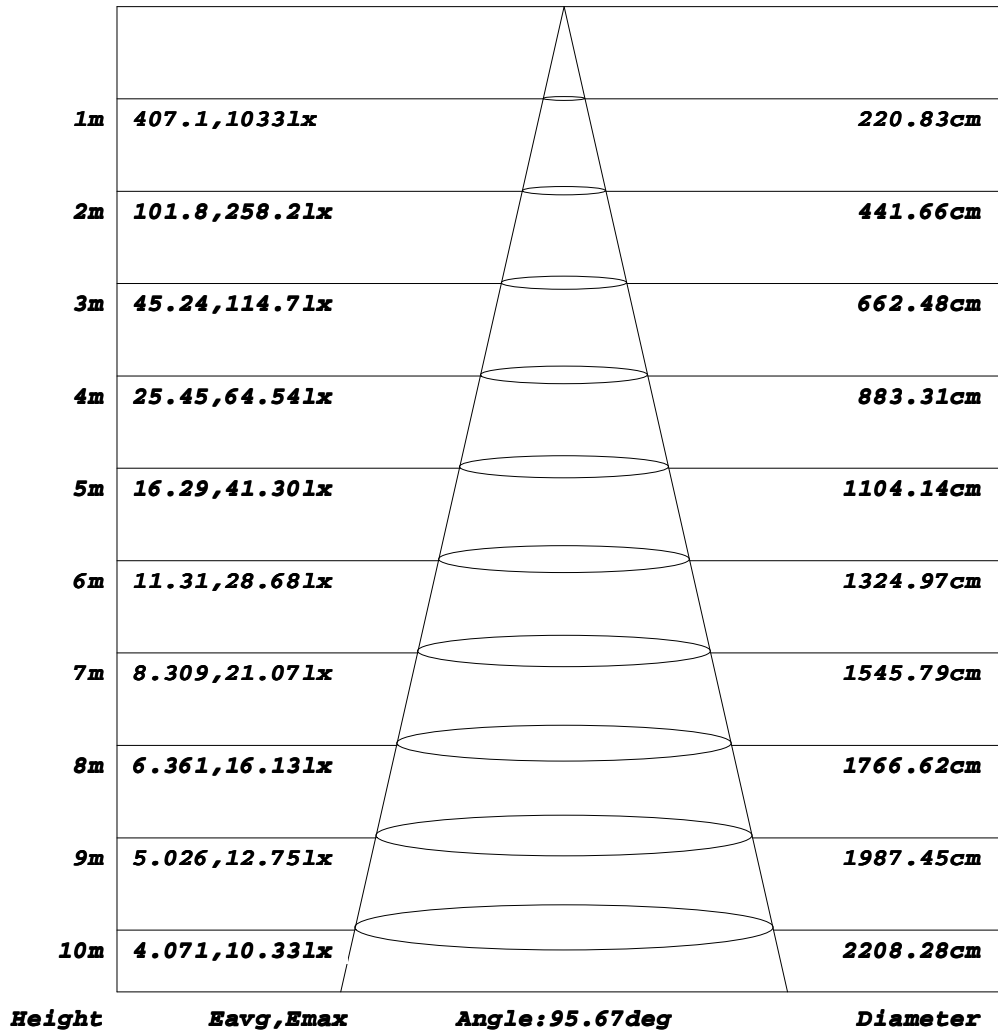 1m 407.1,1033lx 220.83cm
2m 101.8,258.2lx 441.66cm
3m 45.24,114.7lx 662.48cm
4m 25.45,64.54lx 883.31cm
5m 16.29,41.30lx 1104.14cm
6m 11.31,28.68lx 1324.97cm
7m 8.309,21.07lx 1545.79cm
8m 6.361,16.13lx 1766.62cm
9m 5.026,12.75lx 1987.45cm
10m 4.071,10.33lx 2208.28cm
Height Eavg,Emax Angle:95.67deg Diameter